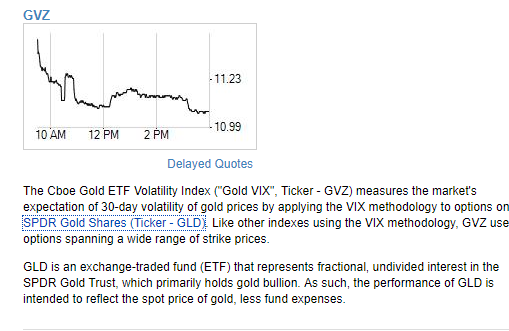 GVZ
11.23
10.99
10 AM 12 PM 2 PM
Delayed Quotes
The Cboe Gold ETF Volatility Index ("Gold VIX", Ticker - GVZ) measures the market's
expectation of 30-day volatility of gold prices by applying the VIX methodology to options on
SPDR Gold Shares (Ticker - GLD). Like other indexes using the VIX methodology, GVZ use
options spanning a wide range of strike prices.
GLD is an exchange-traded fund (ETF) that represents fractional, undivided interest in the
SPDR Gold Trust, which primarily holds gold bullion. As such, the performance of GLD is
intended to reflect the spot price of gold, less fund expenses.